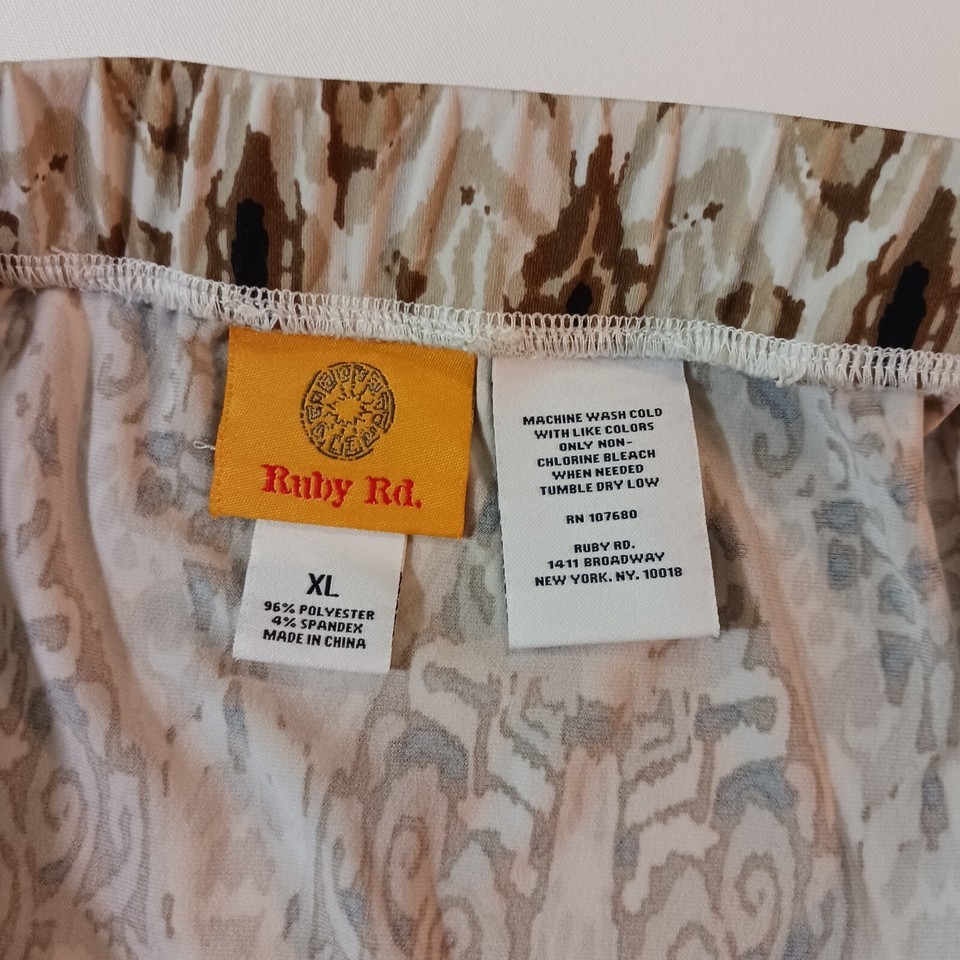 Ruby Rd.
XL
96% POLYESTER
4% SPANDEX
MADE IN CHINA
MACHINE WASH COLD
WITH LIKE COLORS
ONLY NON-
CHLORINE BLEACH
WHEN NEEDED
TUMBLE DRY LOW
RN 107680
RUBY RD.
1411 BROADWAY
NEW YORK. NY. 10018